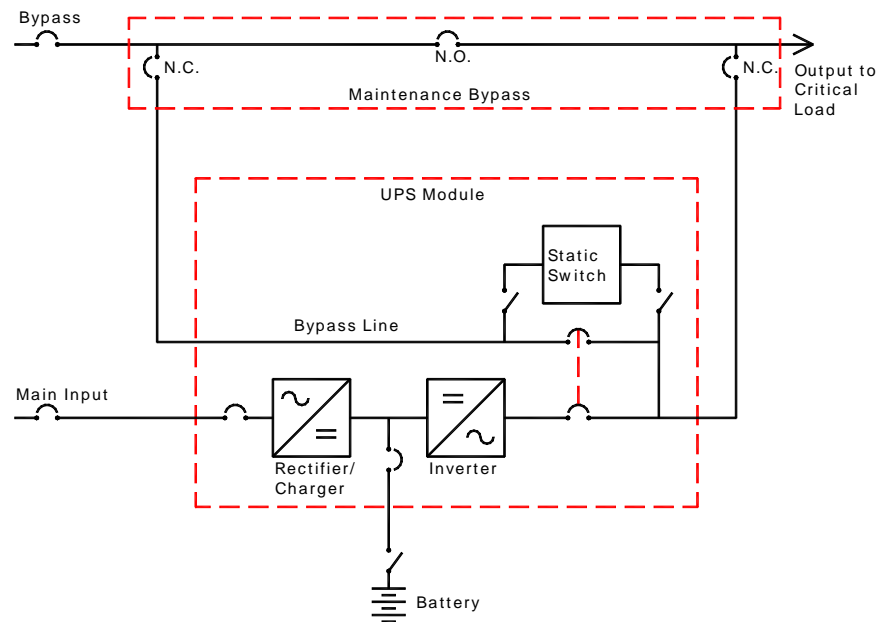 Bypass
N.C.
N.O.
N.C.
Output to
Critical
Load
Maintenance Bypass
UPS Module
Static
Switch
Bypass Line
Main Input
Rectifier/
Charger
Inverter
Battery